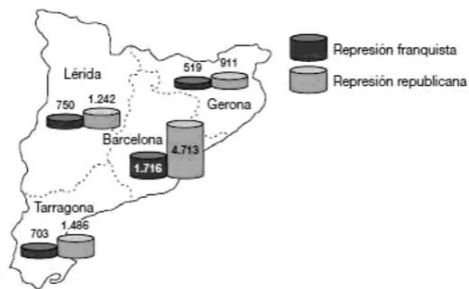 519 911
Represión franquista
Represión republicana
Lérida
750 1.242
Gerona
Barcelona
4.713
1.716
Tarragona
703 1.486